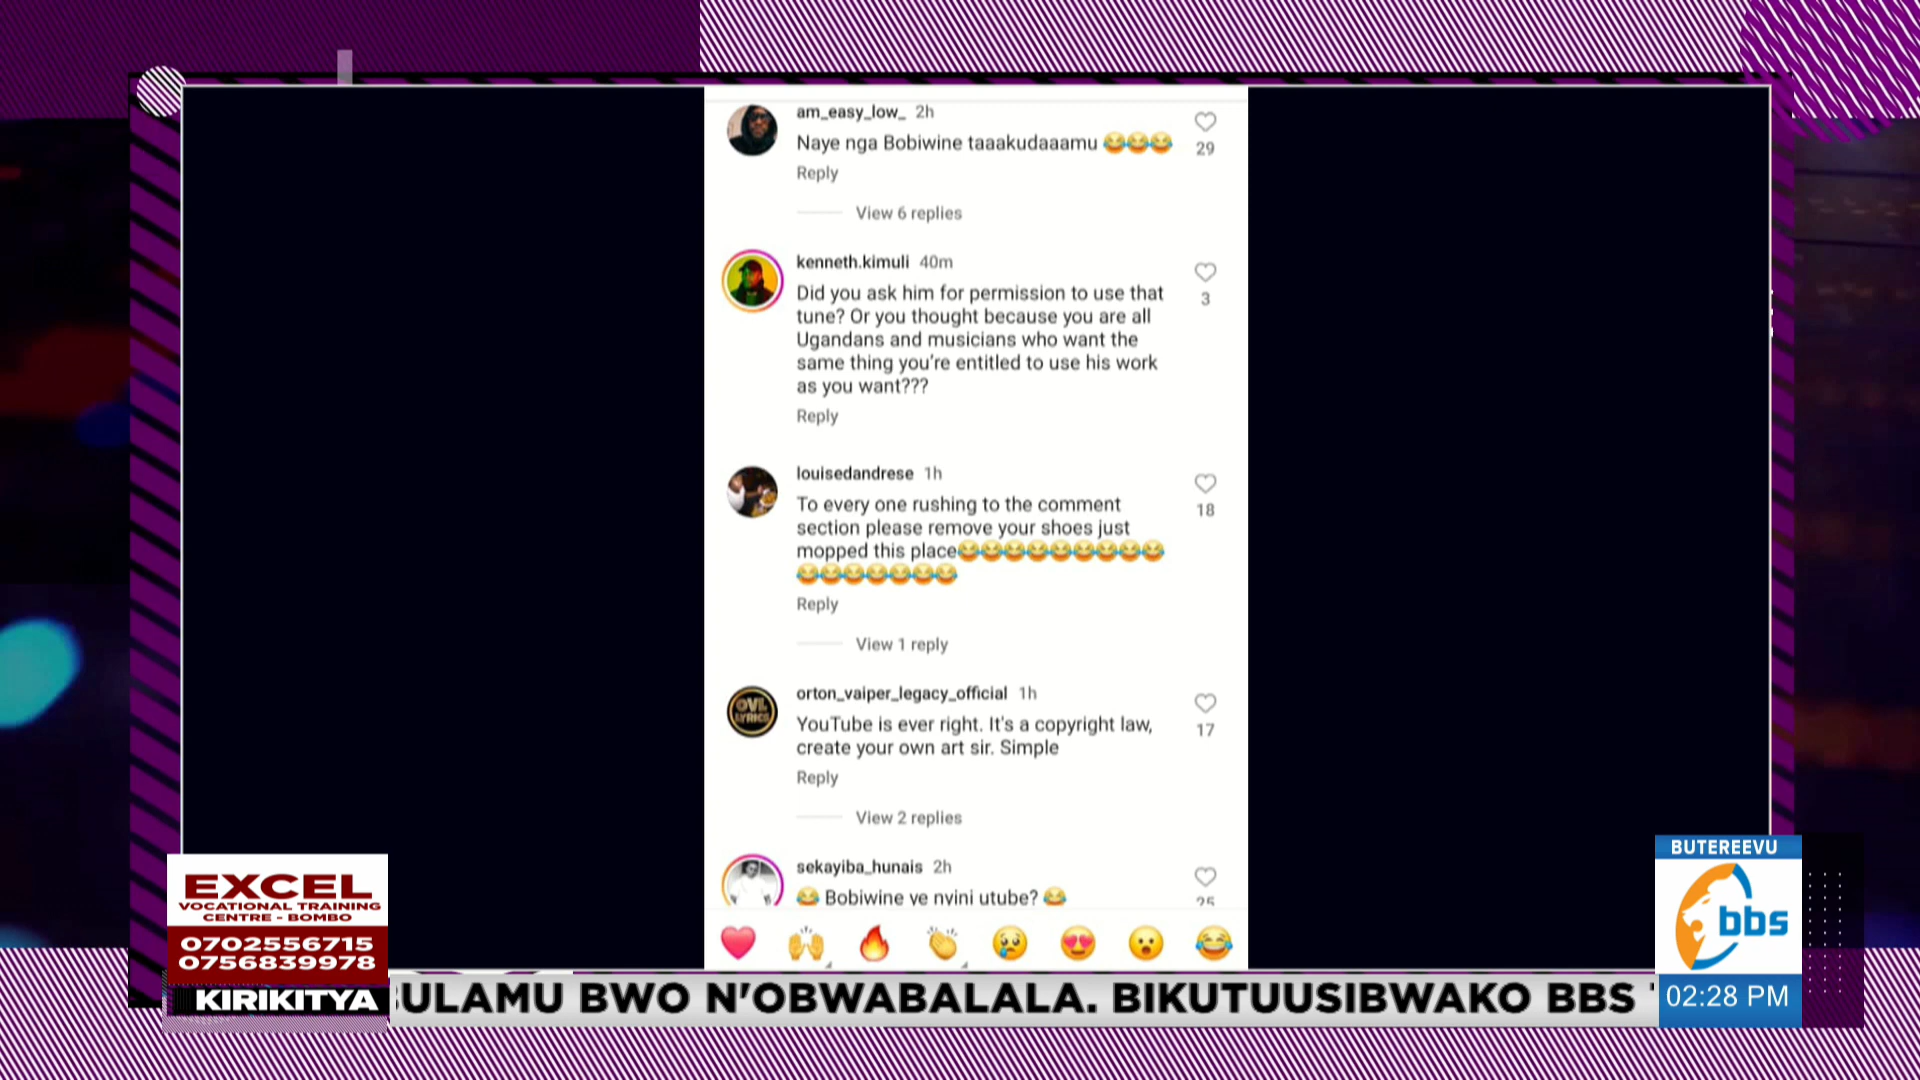 am_easy_low_ 2h
Naye nga Bobiwine taaakudaaamu 😂😂😂
29
Reply
View 6 replies
kenneth.kimuli 40m
Did you ask him for permission to use that
tune? Or you thought because you are all
Ugandans and musicians who want the
same thing you're entitled to use his work
as you want???
3
Reply
louisedandrese 1h
To every one rushing to the comment
section please remove your shoes just
mopped this place😂😂😂😂😂😂😂😂😂
😂😂😂😂😂😂😂
18
Reply
View 1 reply
orton_vaiper_legacy_official 1h
YouTube is ever right. It's a copyright law,
create your own art sir. Simple
17
Reply
View 2 replies
sekayiba_hunais 2h
😂 Bobiwine ye nyini utube? 😂
25
OVL
LYRICS
EXCEL
VOCATIONAL TRAINING
CENTRE - BOMBO
0702556715
0756839978
KIRIKITYA
BULAMU BWO N'OBWABALALA. BIKUTUUSIBWAKO BBS
BUTEREEVU
bbs
02:28 PM